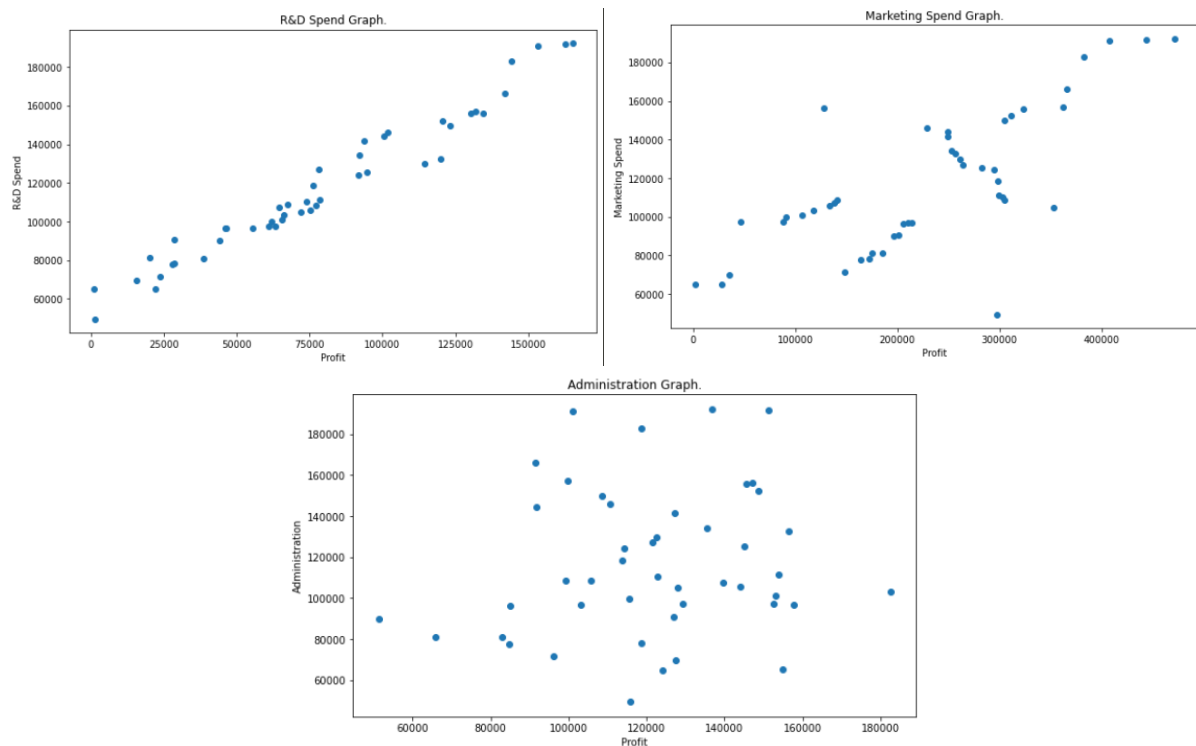 R&D Spend Graph.
R&D Spend
180000
160000
140000
120000
100000
80000
60000
0 25000 50000 75000 100000 125000 150000
Profit
Marketing Spend Graph.
Marketing Spend
180000
160000
140000
120000
100000
80000
60000
0 100000 200000 300000 400000
Profit
Administration Graph.
Administration
180000
160000
140000
120000
100000
80000
60000
60000 80000 100000 120000 140000 160000 180000
Profit